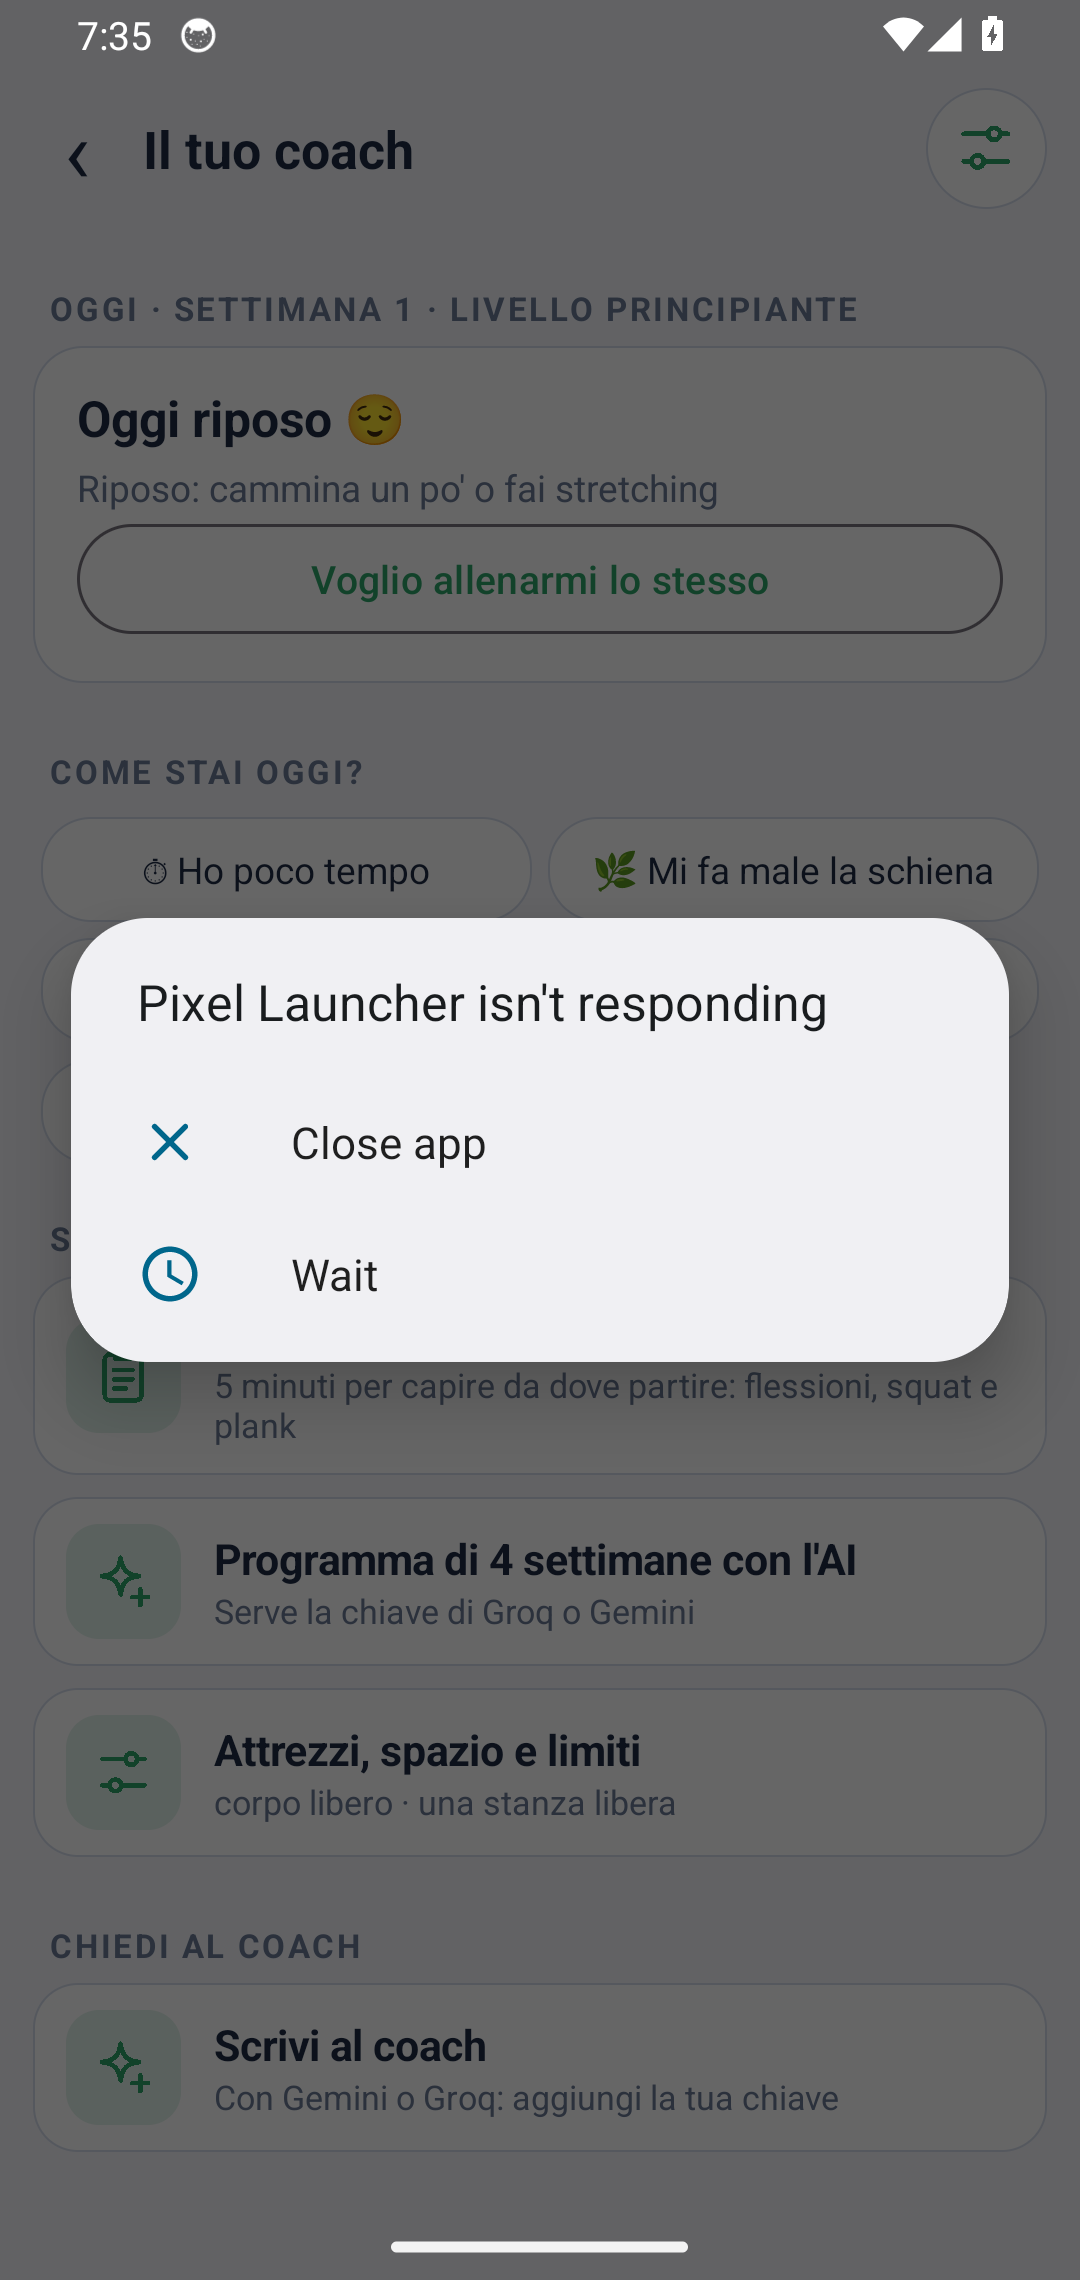 7:35
Il tuo coach
OGGI · SETTIMANA 1 · LIVELLO PRINCIPIANTE
Oggi riposo 😌
Riposo: cammina un po' o fai stretching
Voglio allenarmi lo stesso
COME STAI OGGI?
⏱ Ho poco tempo
🌿 Mi fa male la schiena
Pixel Launcher isn't responding
Close app
Wait
S
5 minuti per capire da dove partire: flessioni, squat e
plank
Programma di 4 settimane con l'AI
Serve la chiave di Groq o Gemini
Attrezzi, spazio e limiti
corpo libero · una stanza libera
CHIEDI AL COACH
Scrivi al coach
Con Gemini o Groq: aggiungi la tua chiave